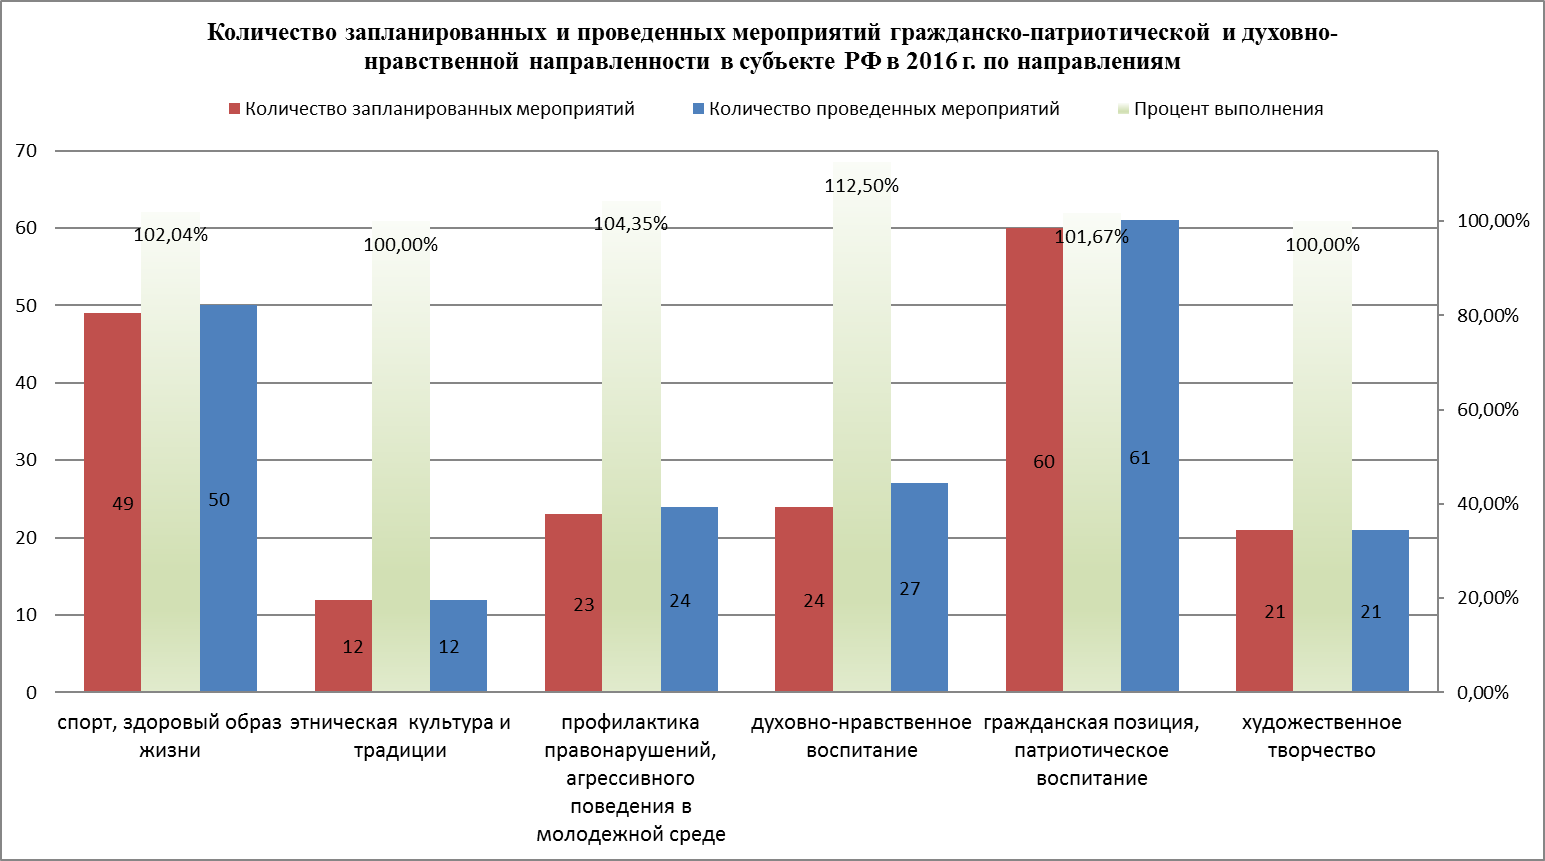 Количество запланированных и проведенных мероприятий гражданско-патриотической и духовно-
нравственной направленности в субъекте РФ в 2016 г. по направлениям
Количество запланированных мероприятий
Количество проведенных мероприятий
Процент выполнения
70
60
50
40
30
20
10
0
100,00%
80,00%
60,00%
40,00%
20,00%
0,00%
102,04%
100,00%
104,35%
112,50%
101,67%
100,00%
49
50
12
12
23
24
24
27
60
61
21
21
спорт, здоровый образ
жизни
этническая культура и
традиции
профилактика
правонарушений,
агрессивного
поведения в
молодежной среде
духовно-нравственное
воспитание
гражданская позиция,
патриотическое
воспитание
художественное
творчество